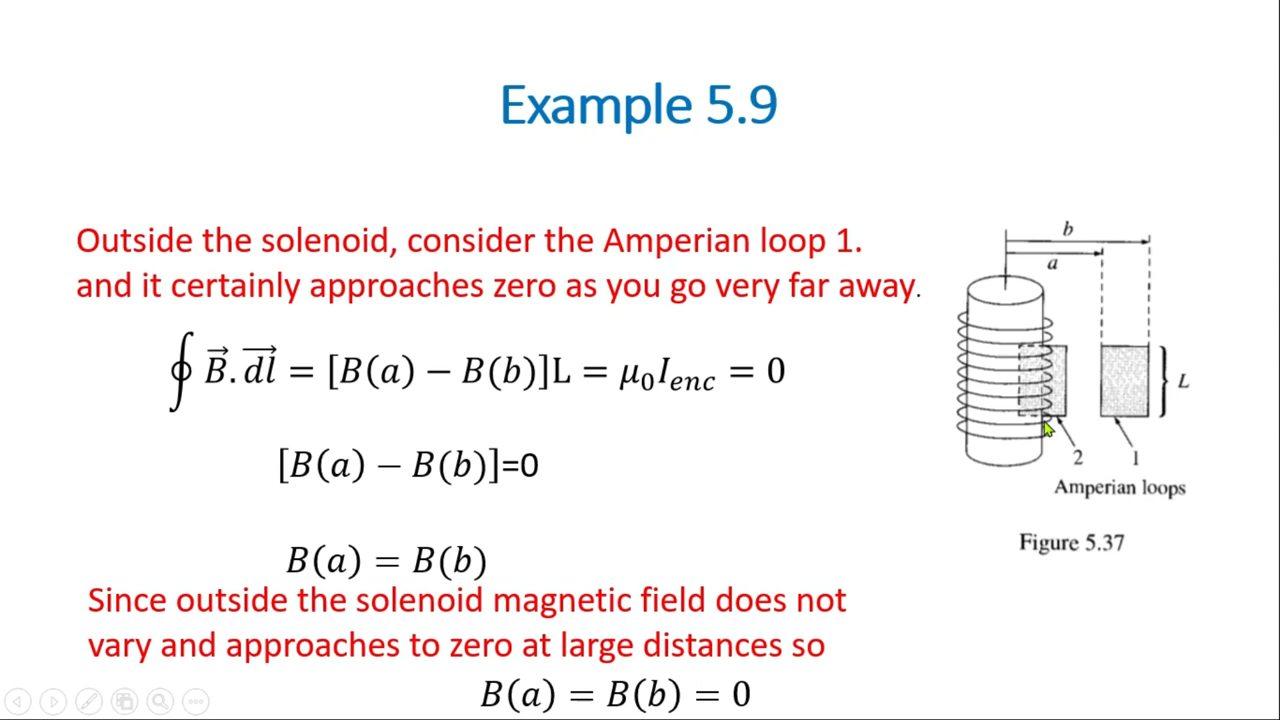 Example 5.9
Outside the solenoid, consider the Amperian loop 1.
and it certainly approaches zero as you go very far away.
∮ B⃗. d⃗l = [B(a) − B(b)]L = μ₀Iₑₙc = 0
[B(a) − B(b)]=0
B(a) = B(b)
Since outside the solenoid magnetic field does not
vary and approaches to zero at large distances so
B(a) = B(b) = 0
b
a
L
2
1
Amperian loops
Figure 5.37